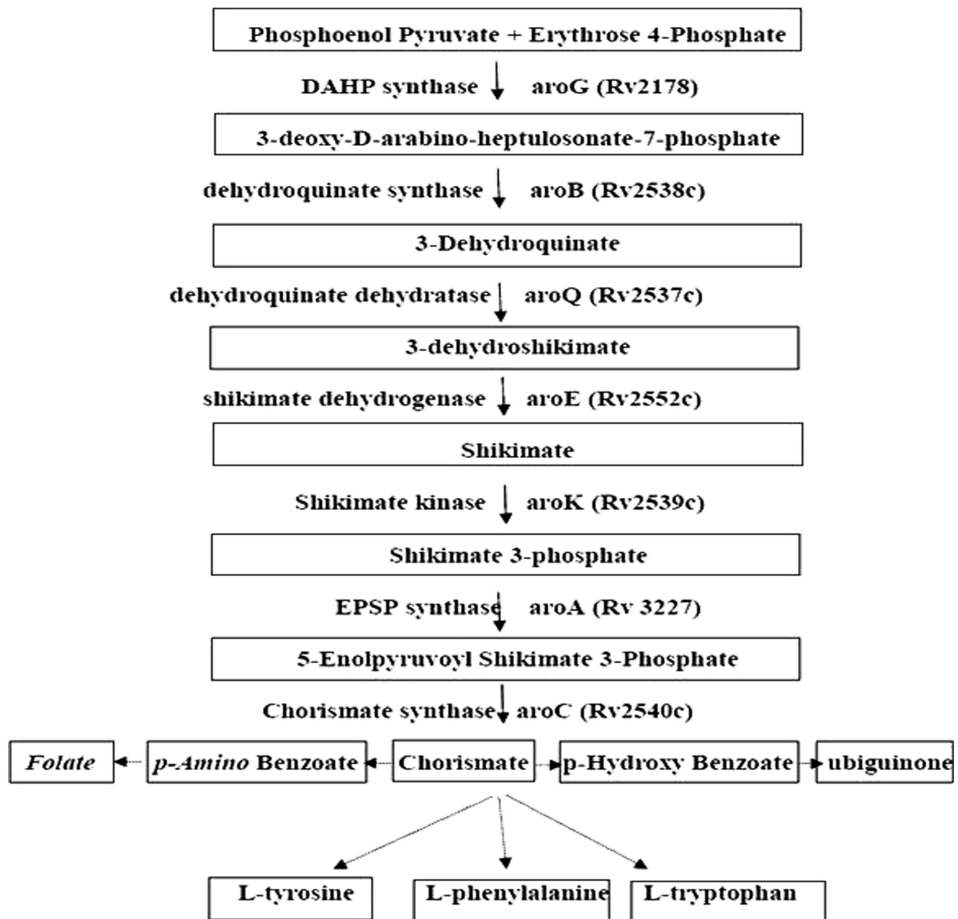 Phosphoenol Pyruvate + Erythrose 4-Phosphate
DAHP synthase aroG (Rv2178)
3-deoxy-D-arabino-heptulosonate-7-phosphate
dehydroquinate synthase aroB (Rv2538c)
3-Dehydroquinate
dehydroquinate dehydratase aroQ (Rv2537c)
3-dehydroshikimate
shikimate dehydrogenase aroE (Rv2552c)
Shikimate
Shikimate kinase aroK (Rv2539c)
Shikimate 3-phosphate
EPSP synthase aroA (Rv 3227)
5-Enolpyruvoyl Shikimate 3-Phosphate
Chorismate synthase aroC (Rv2540c)
Folate p-Amino Benzoate Chorismate p-Hydroxy Benzoate ubiguinone
L-tyrosine L-phenylalanine L-tryptophan